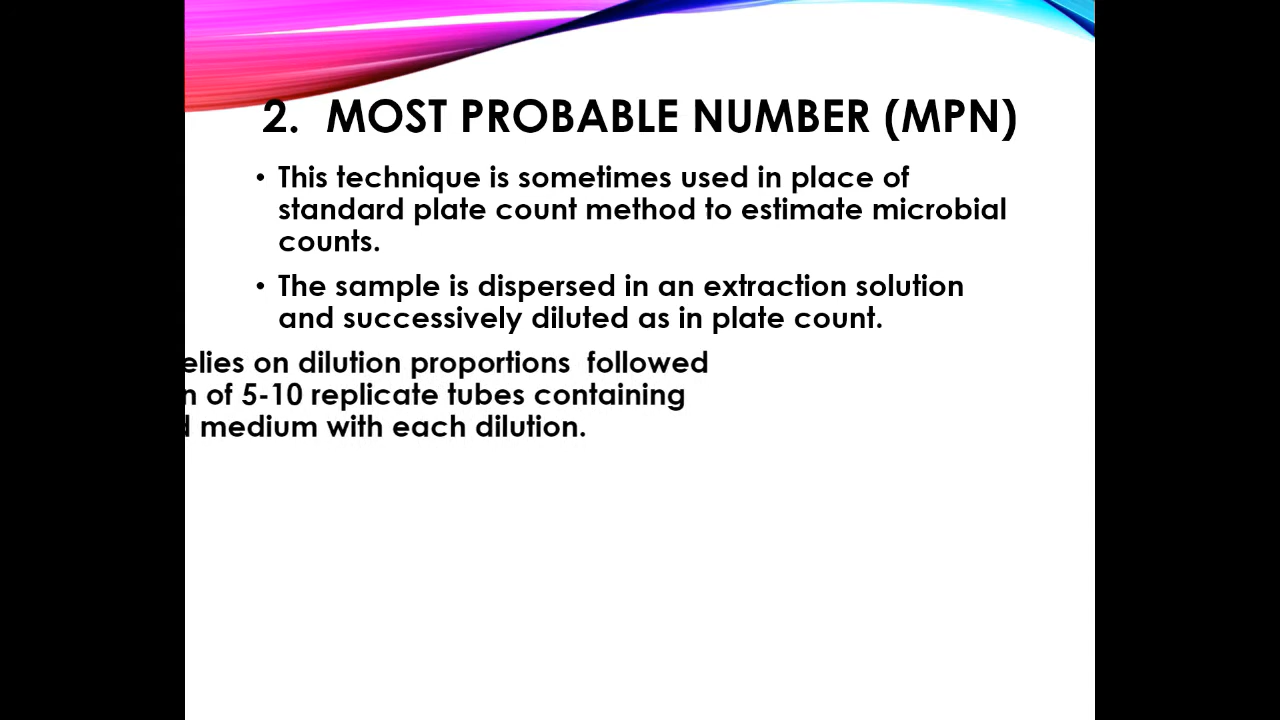 2. MOST PROBABLE NUMBER (MPN)
• This technique is sometimes used in place of
standard plate count method to estimate microbial
counts.
• The sample is dispersed in an extraction solution
and successively diluted as in plate count.
elies on dilution proportions followed
n of 5-10 replicate tubes containing
medium with each dilution.